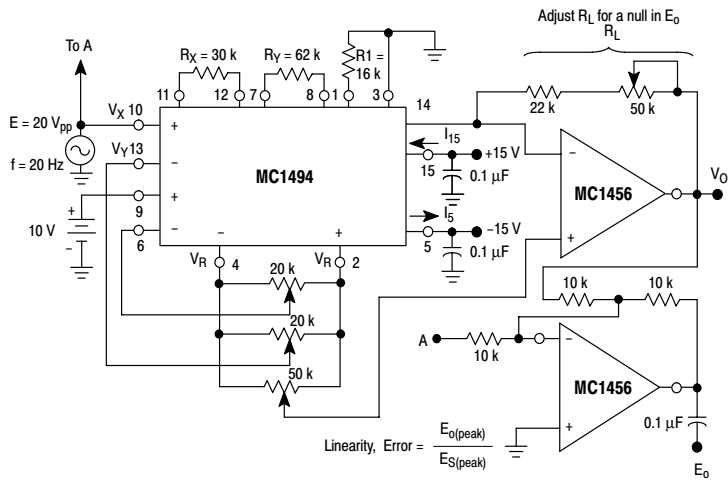 Adjust R_L for a null in E_o
R_L
To A
R_X = 30 k
R_Y = 62 k
R1 =
16 k
11
12
7
8
1
3
14
22 k
50 k
E = 20 V_pp
V_X 10
+
f = 20 Hz
V_Y 13
−
MC1494
I_15
+15 V
15
0.1 µF
−
MC1456
V_O
+
+
10 V
−
+
9
−
6
I_5
−15 V
5
0.1 µF
−
+
V_R
4
V_R
2
20 k
20 k
50 k
10 k
10 k
A
10 k
−
MC1456
+
0.1 µF
E_o
Linearity, Error = E_o(peak)
E_S(peak)